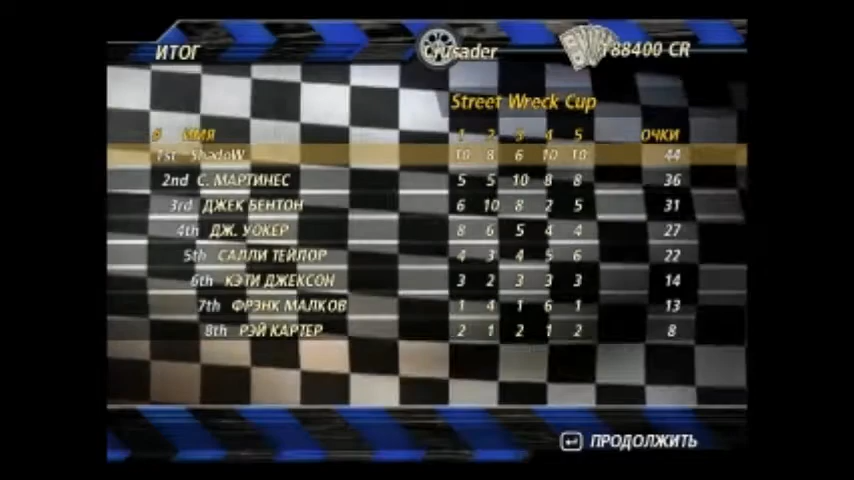 ИТОГ Crusader 188400 CR
Street Wreck Cup
# ИМЯ 1 2 3 4 5 ОЧКИ
1st ShadoW 10 8 6 10 10 44
2nd С. МАРТИНЕС 5 5 10 8 8 36
3rd ДЖЕК БЕНТОН 6 10 8 2 5 31
4th ДЖ. УОКЕР 8 6 5 4 4 27
5th САЛЛИ ТЕЙЛОР 4 3 4 5 6 22
6th КЭТИ ДЖЕКСОН 3 2 3 3 3 14
7th ФРЭНК МАЛКОВ 1 4 1 6 1 13
8th РЭЙ КАРТЕР 2 1 2 1 2 8
ПРОДОЛЖИТЬ